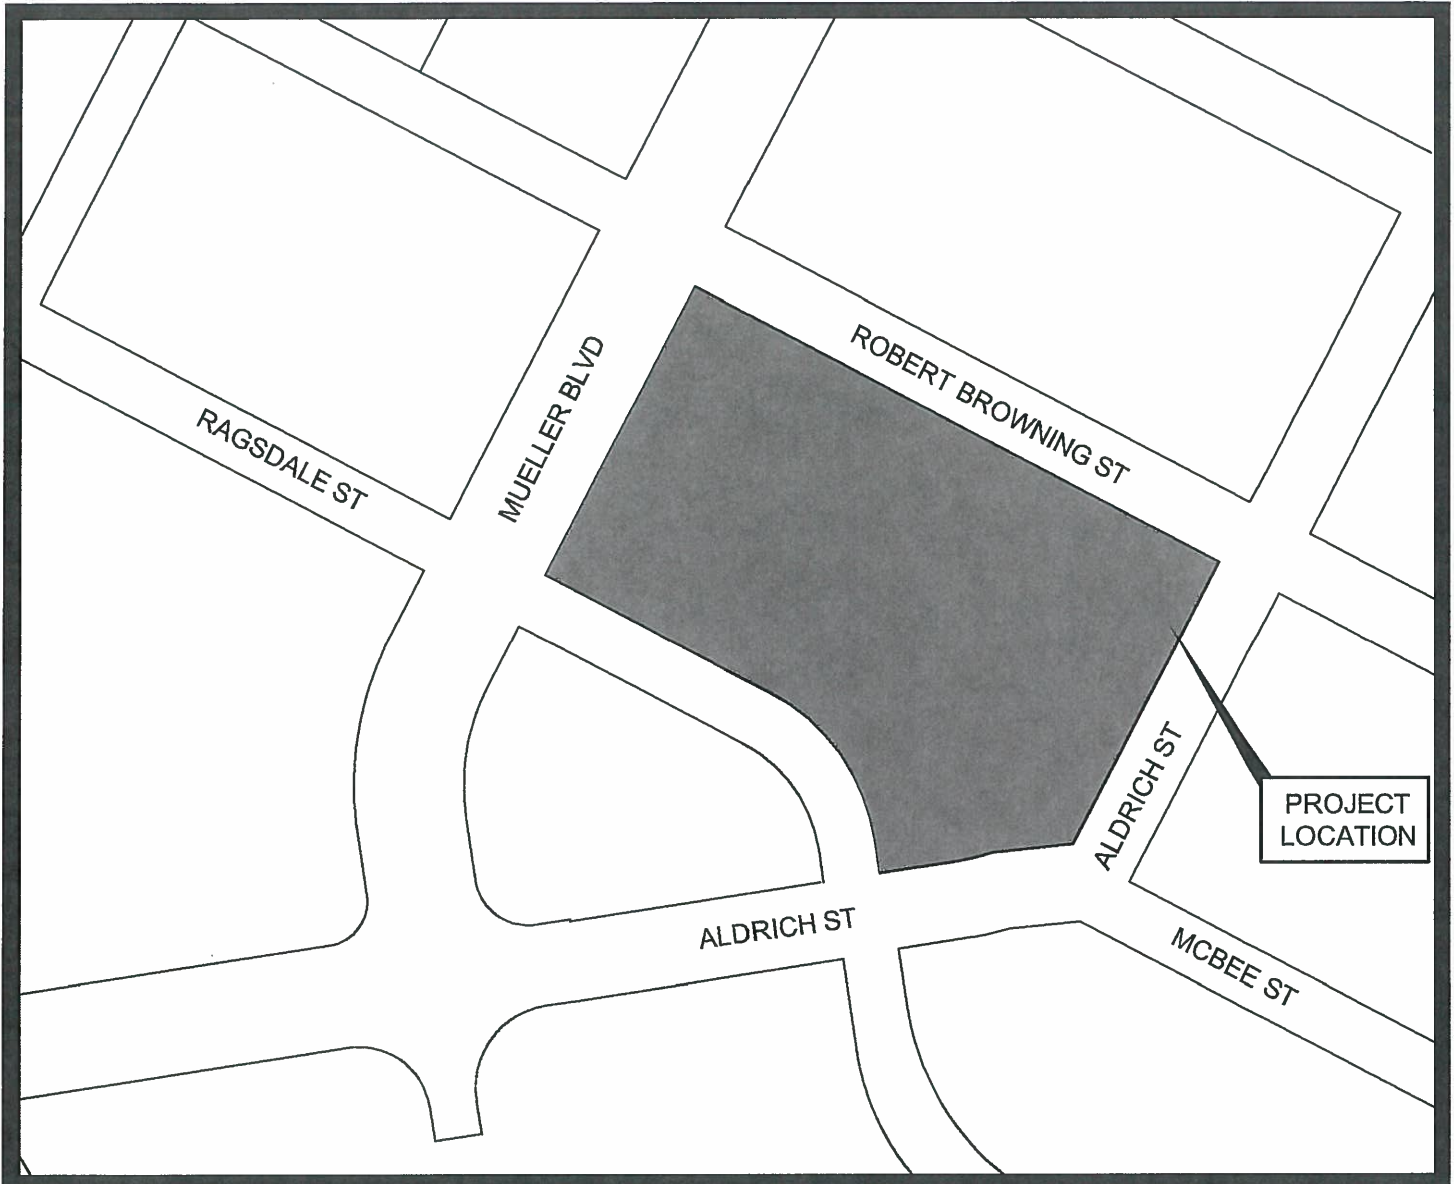 ROBERT BROWNING ST
MUELLER BLVD
RAGSDALE ST
ALDRICH ST
PROJECT
LOCATION
ALDRICH ST
MCBEE ST